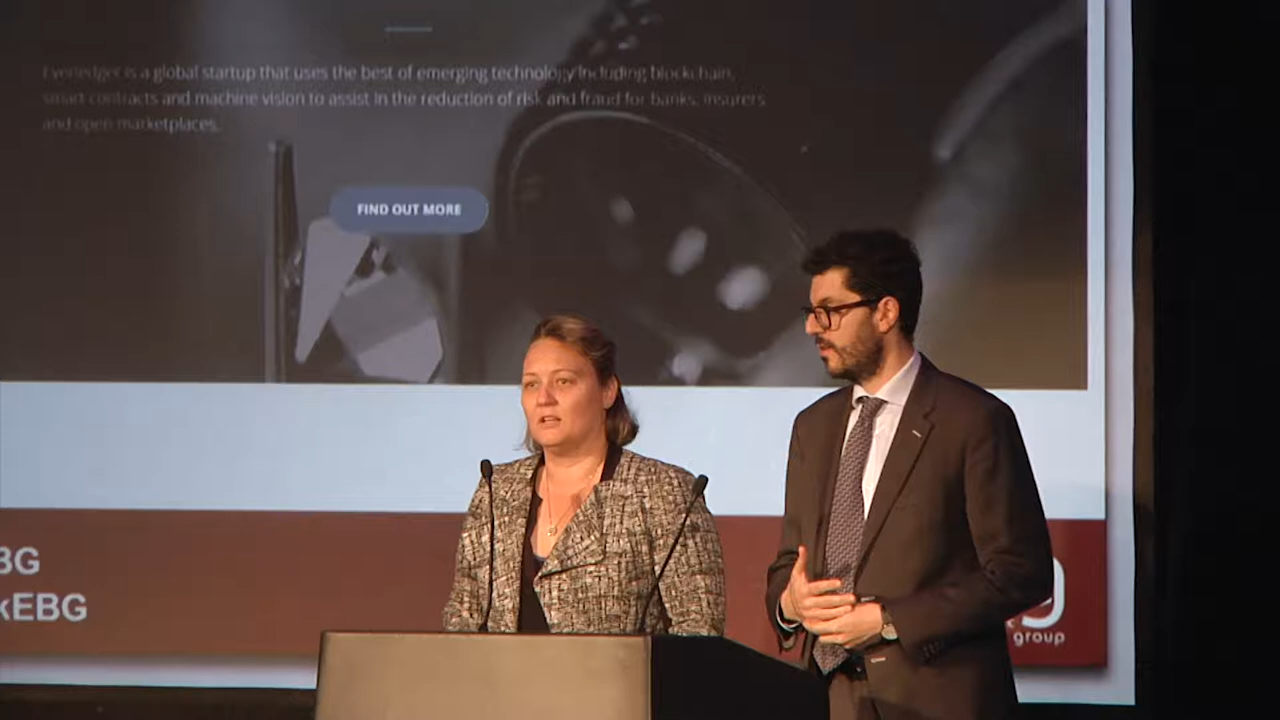 Everledger is a global startup that uses the best of emerging technology including blockchain,
smart contracts and machine vision to assist in the reduction of risk and fraud for banks, insurers
and open marketplaces.
FIND OUT MORE
BG
kEBG
g
group